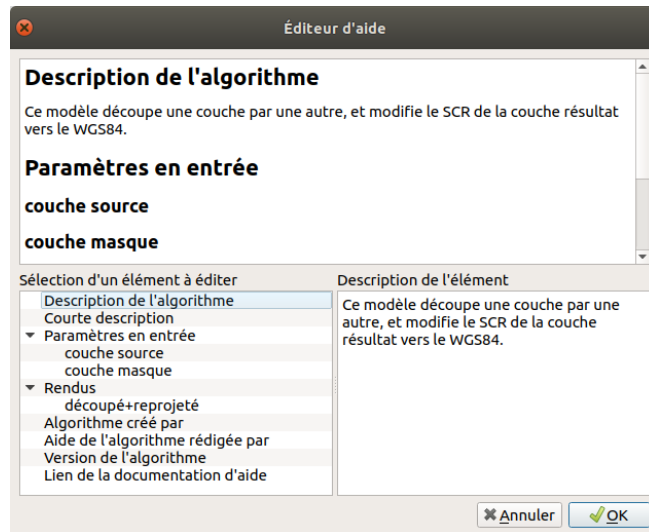 Éditeur d'aide
Description de l'algorithme
Ce modèle découpe une couche par une autre, et modifie le SCR de la couche résultat
vers le WGS84.
Paramètres en entrée
couche source
couche masque
Sélection d'un élément à éditer
Description de l'algorithme
Courte description
Paramètres en entrée
couche source
couche masque
Rendus
découpé+reprojeté
Algorithme créé par
Aide de l'algorithme rédigée par
Version de l'algorithme
Lien de la documentation d'aide
Description de l'élément
Ce modèle découpe une couche par une
autre, et modifie le SCR de la couche
résultat vers le WGS84.
Annuler
OK